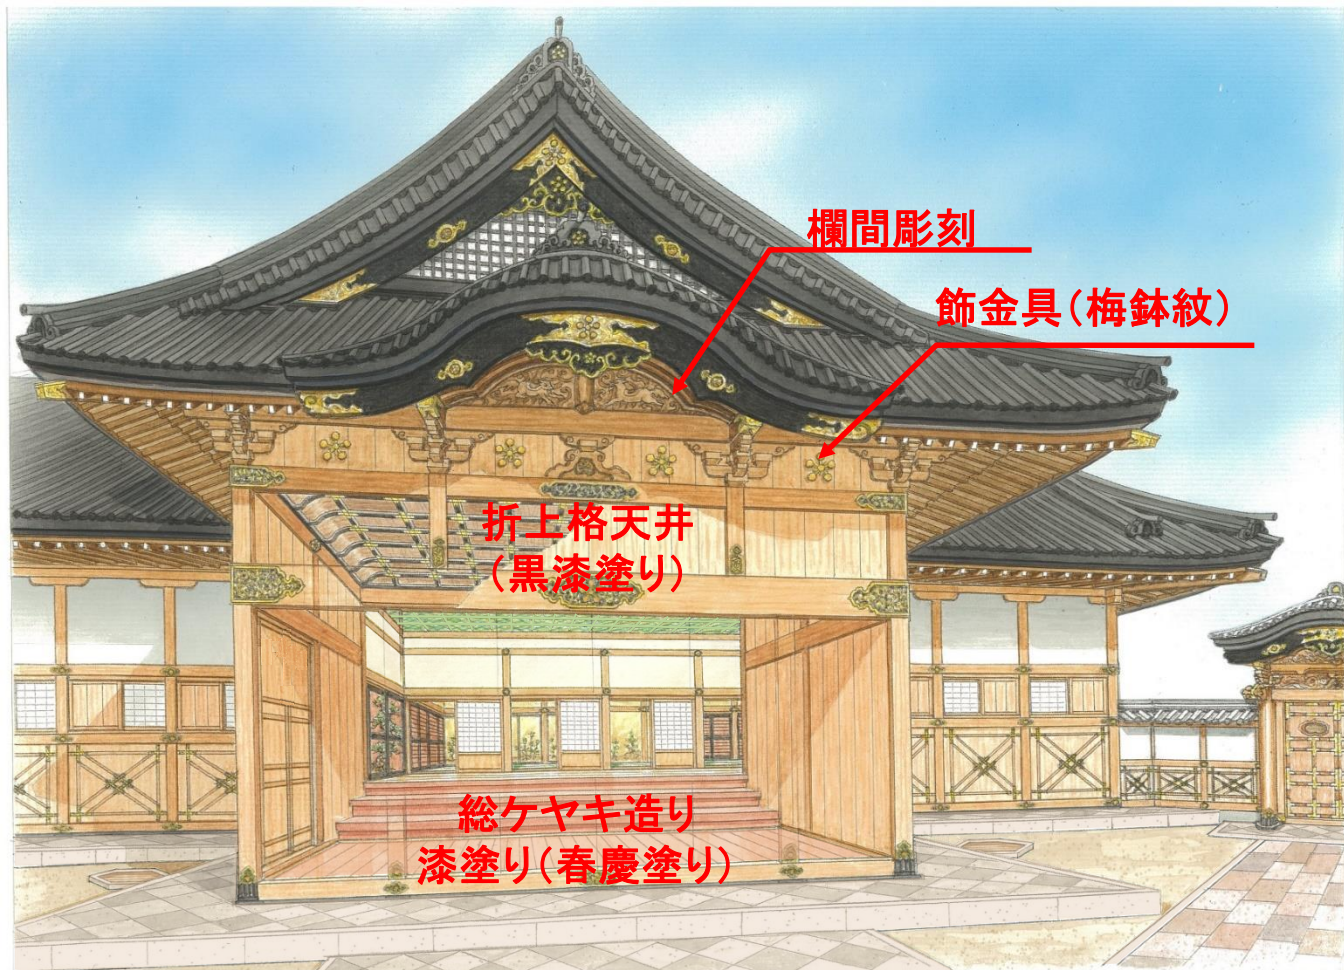 欄間彫刻
飾金具（梅鉢紋）
折上格天井
（黒漆塗り）
総ケヤキ造り
漆塗り（春慶塗り）